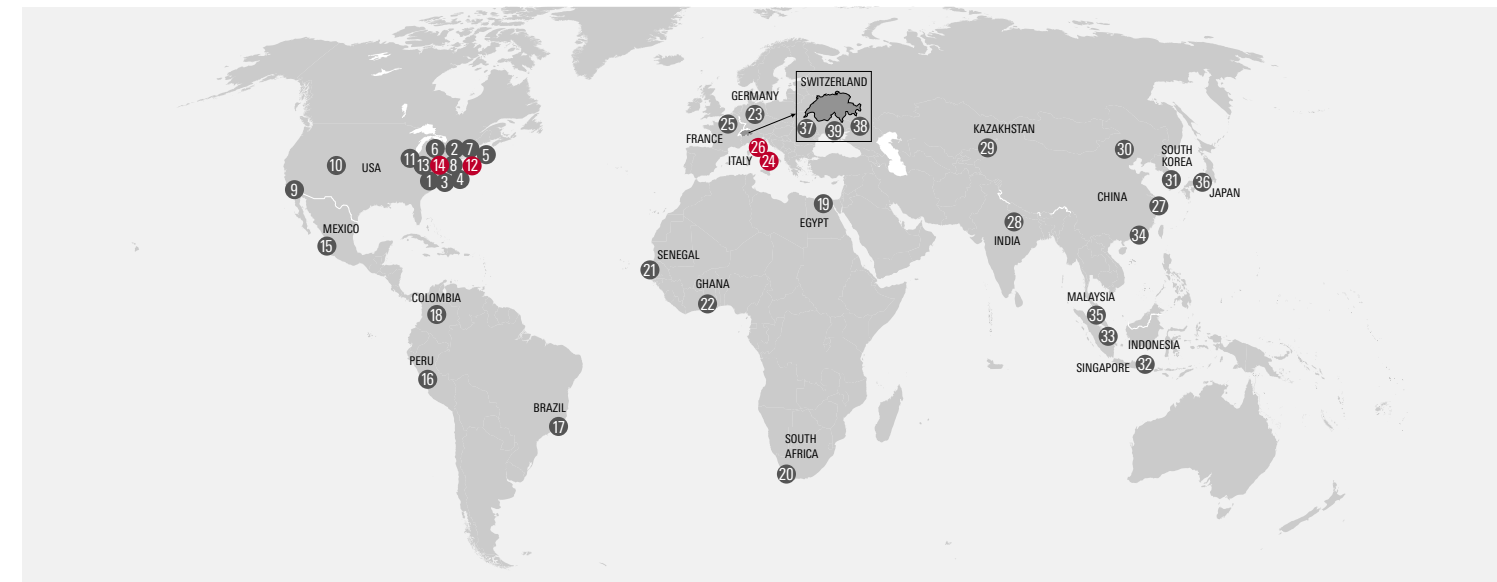 SWITZERLAND
37
39
38
GERMANY
23
25
FRANCE
26
ITALY
24
KAZAKHSTAN
29
30
SOUTH
KOREA
31
36
JAPAN
CHINA
27
28
INDIA
34
6
2
7
5
11
13
14
8
12
10
USA
1
3
4
9
MEXICO
15
19
EGYPT
SENEGAL
21
GHANA
22
COLOMBIA
18
MALAYSIA
35
33
INDONESIA
SINGAPORE
32
PERU
16
BRAZIL
17
SOUTH
AFRICA
20